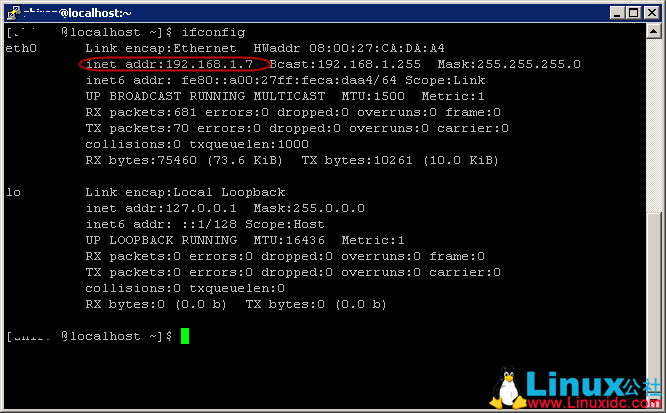 @localhost:~
[ @localhost ~]$ ifconfig
eth0 Link encap:Ethernet HWaddr 08:00:27:CA:DA:A4
inet addr:192.168.1.7 Bcast:192.168.1.255 Mask:255.255.255.0
inet6 addr: fe80::a00:27ff:feca:daa4/64 Scope:Link
UP BROADCAST RUNNING MULTICAST MTU:1500 Metric:1
RX packets:681 errors:0 dropped:0 overruns:0 frame:0
TX packets:70 errors:0 dropped:0 overruns:0 carrier:0
collisions:0 txqueuelen:1000
RX bytes:75460 (73.6 KiB) TX bytes:10261 (10.0 KiB)
lo Link encap:Local Loopback
inet addr:127.0.0.1 Mask:255.0.0.0
inet6 addr: ::1/128 Scope:Host
UP LOOPBACK RUNNING MTU:16436 Metric:1
RX packets:0 errors:0 dropped:0 overruns:0 frame:0
TX packets:0 errors:0 dropped:0 overruns:0 carrier:0
collisions:0 txqueuelen:0
RX bytes:0 (0.0 b) TX bytes:0 (0.0 b)
[ @localhost ~]$
Linux公社
www.Linuxidc.com